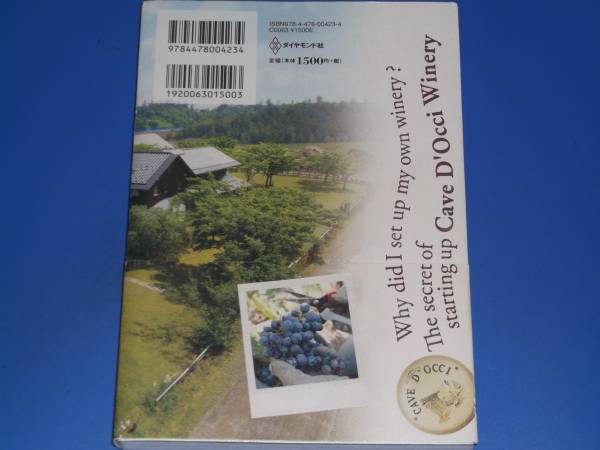 ISBN978-4-478-00423-4
C0063 ¥1500E
ダイヤモンド社
定価(本体1500円+税)
9784478004234
1920063015003
Why did I set up my own winery?
The secret of
starting up Cave D'Occi Winery
CAVE D'OCCI